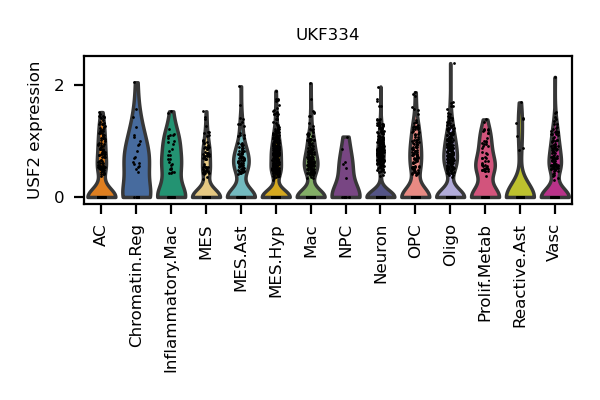 UKF334
USF2 expression
2
0
AC
Chromatin.Reg
Inflammatory.Mac
MES
MES.Ast
MES.Hyp
Mac
NPC
Neuron
OPC
Oligo
Prolif.Metab
Reactive.Ast
Vasc